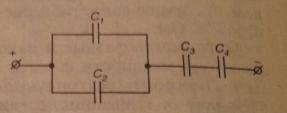 C₁
+
C₃ C₄ −
C₂